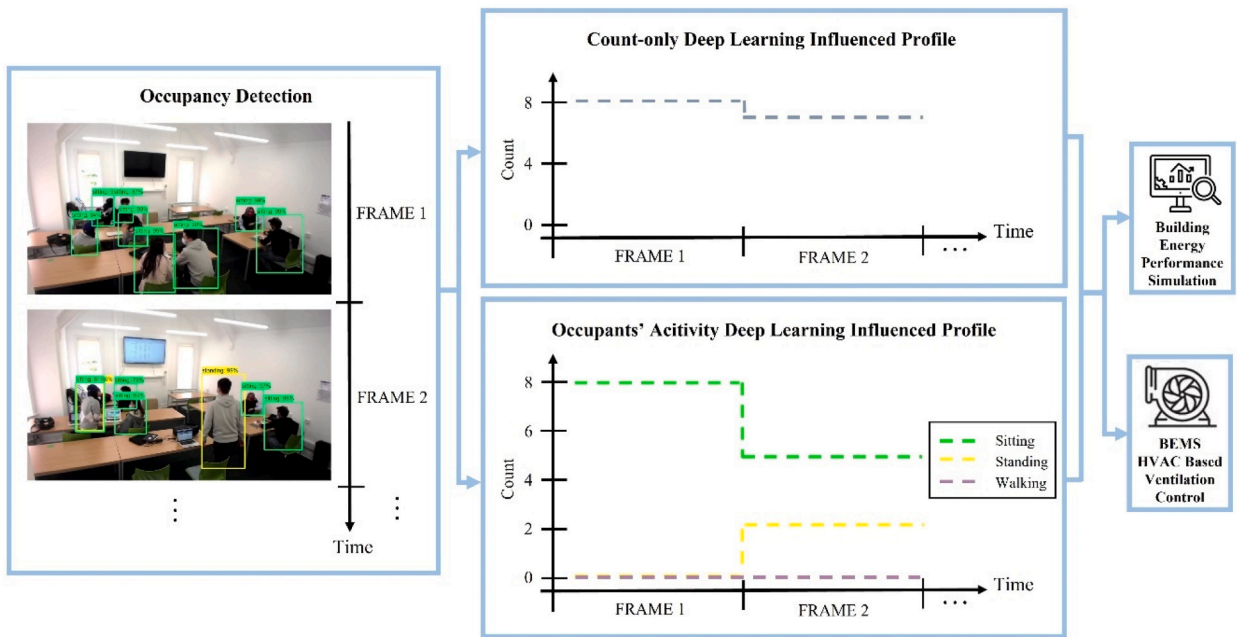 Occupancy Detection
FRAME 1
standing: 98%
FRAME 2
Time
Count-only Deep Learning Influenced Profile
8
4
0
Count
Time
FRAME 1
FRAME 2
Occupants' Acitivity Deep Learning Influenced Profile
8
6
4
2
0
Count
Sitting
Standing
Walking
Time
FRAME 1
FRAME 2
Building
Energy
Performance
Simulation
BEMS
HVAC Based
Ventilation
Control